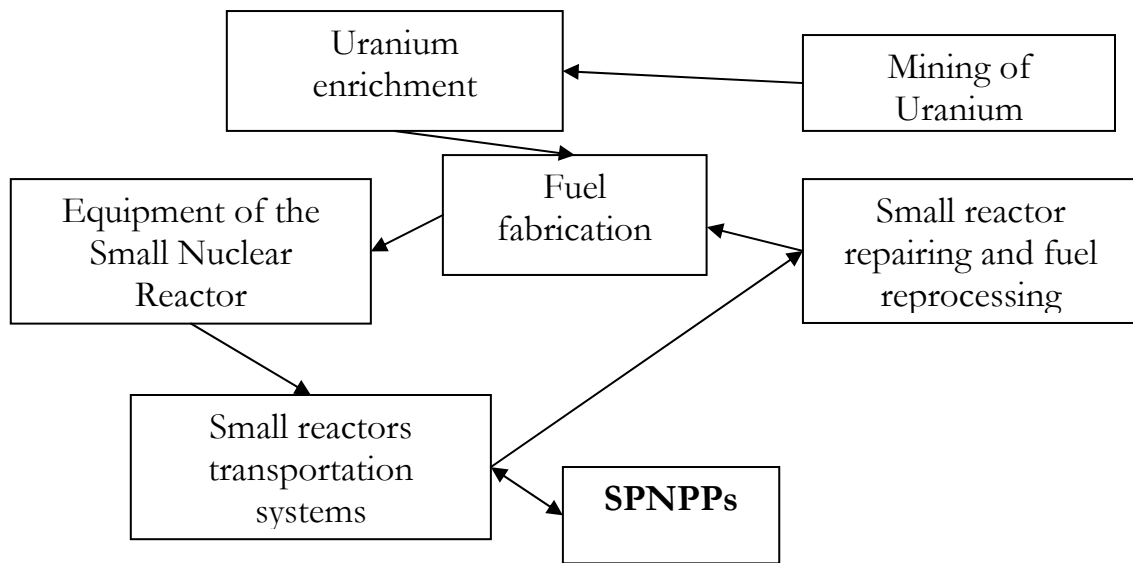 Uranium
enrichment
Mining of
Uranium
Fuel
fabrication
Equipment of the
Small Nuclear
Reactor
Small reactor
repairing and fuel
reprocessing
Small reactors
transportation
systems
SPNPPs